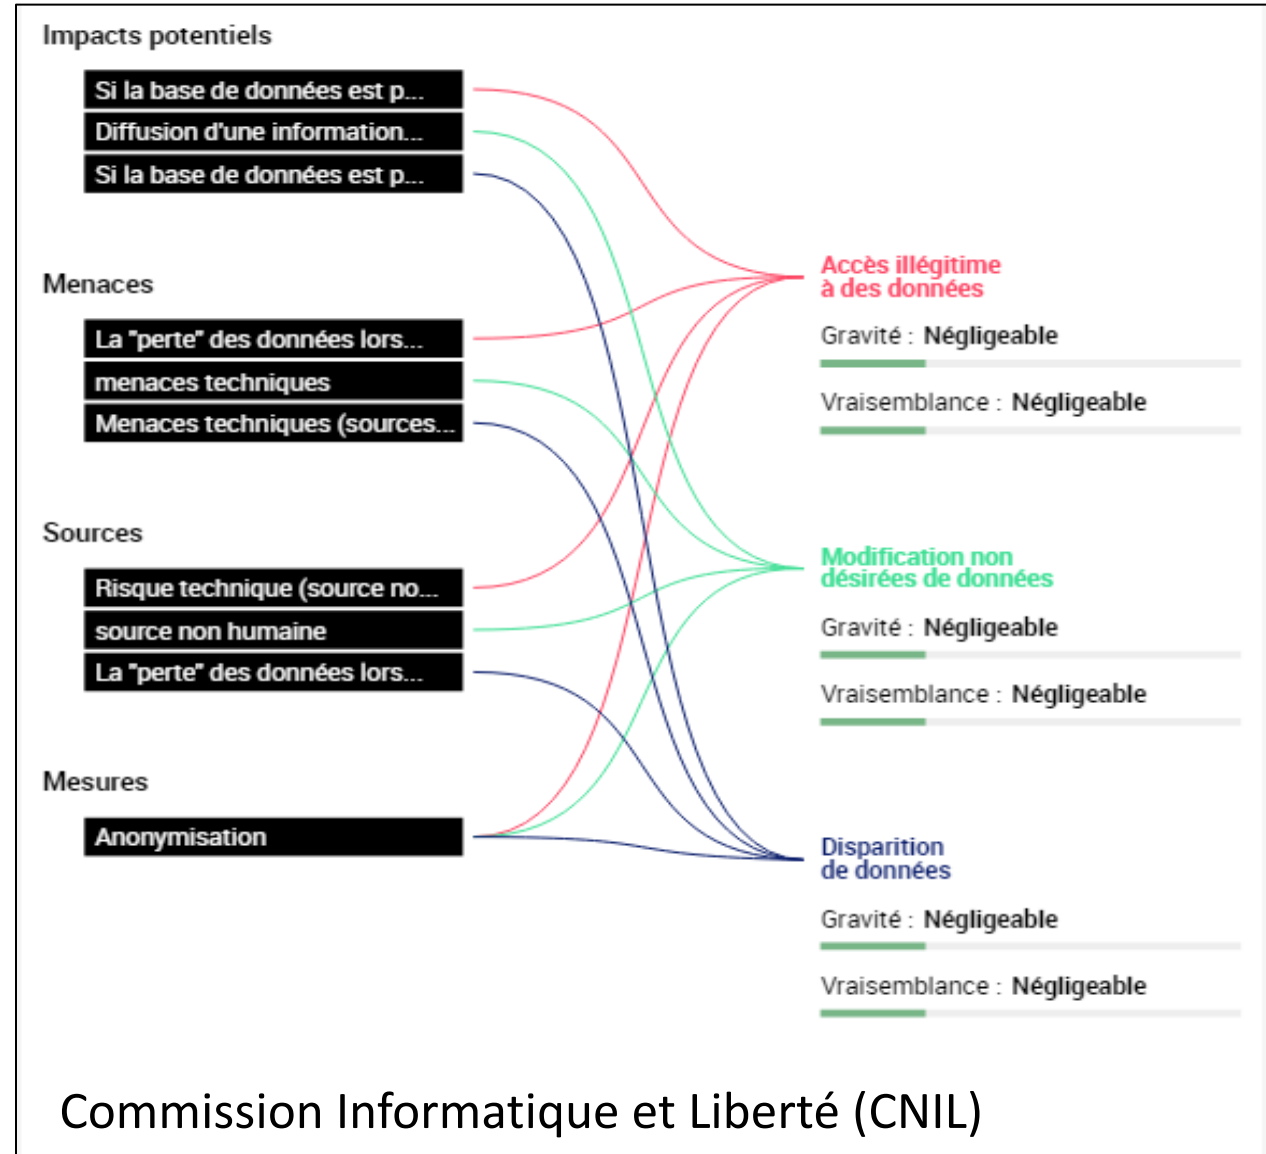 Impacts potentiels
Si la base de données est p...
Diffusion d'une information...
Si la base de données est p...
Menaces
La "perte" des données lors...
menaces techniques
Menaces techniques (sources...
Sources
Risque technique (source no...
source non humaine
La "perte" des données lors...
Mesures
Anonymisation
Accès illégitime
à des données
Gravité : Négligeable
Vraisemblance : Négligeable
Modification non
désirées de données
Gravité : Négligeable
Vraisemblance : Négligeable
Disparition
de données
Gravité : Négligeable
Vraisemblance : Négligeable
Commission Informatique et Liberté (CNIL)